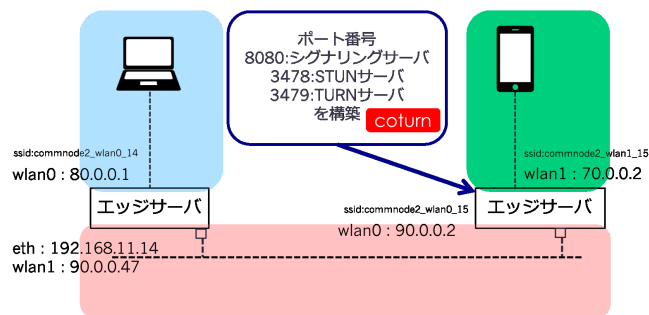 ポート番号
8080:シグナリングサーバ
3478:STUNサーバ
3479:TURNサーバ
を構築
coturn
ssid:commnode2_wlan0_14
wlan0 : 80.0.0.1
エッジサーバ
eth : 192.168.11.14
wlan1 : 90.0.0.47
ssid:commnode2_wlan1_15
wlan1 : 70.0.0.2
エッジサーバ
ssid:commnode2_wlan0_15
wlan0 : 90.0.0.2